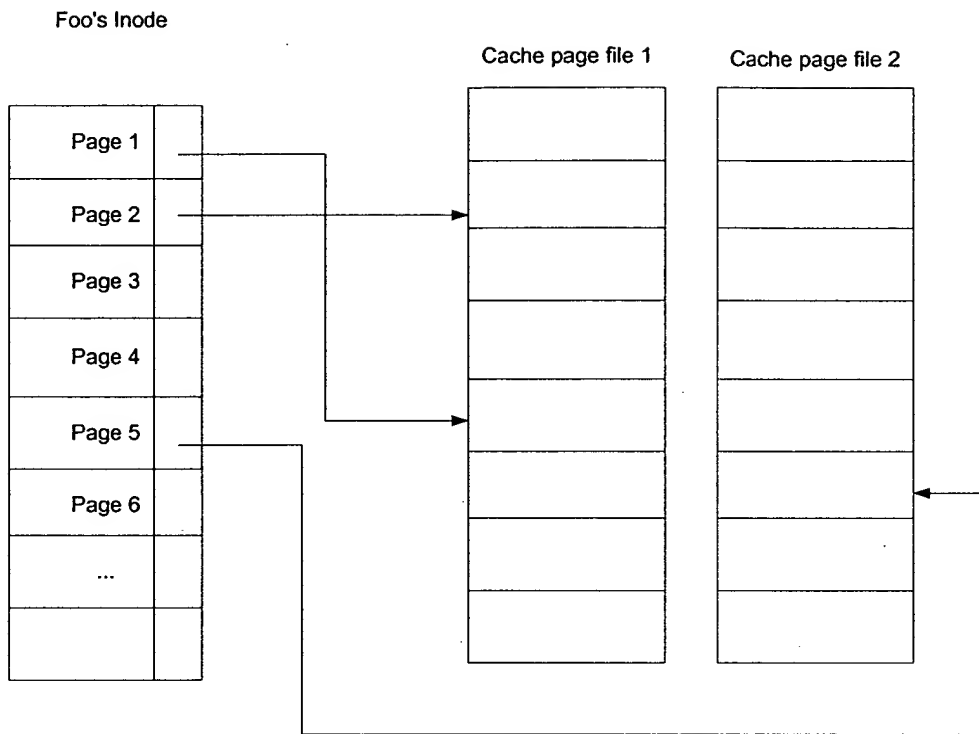 Foo's Inode
Cache page file 1
Cache page file 2
Page 1
Page 2
Page 3
Page 4
Page 5
Page 6
...